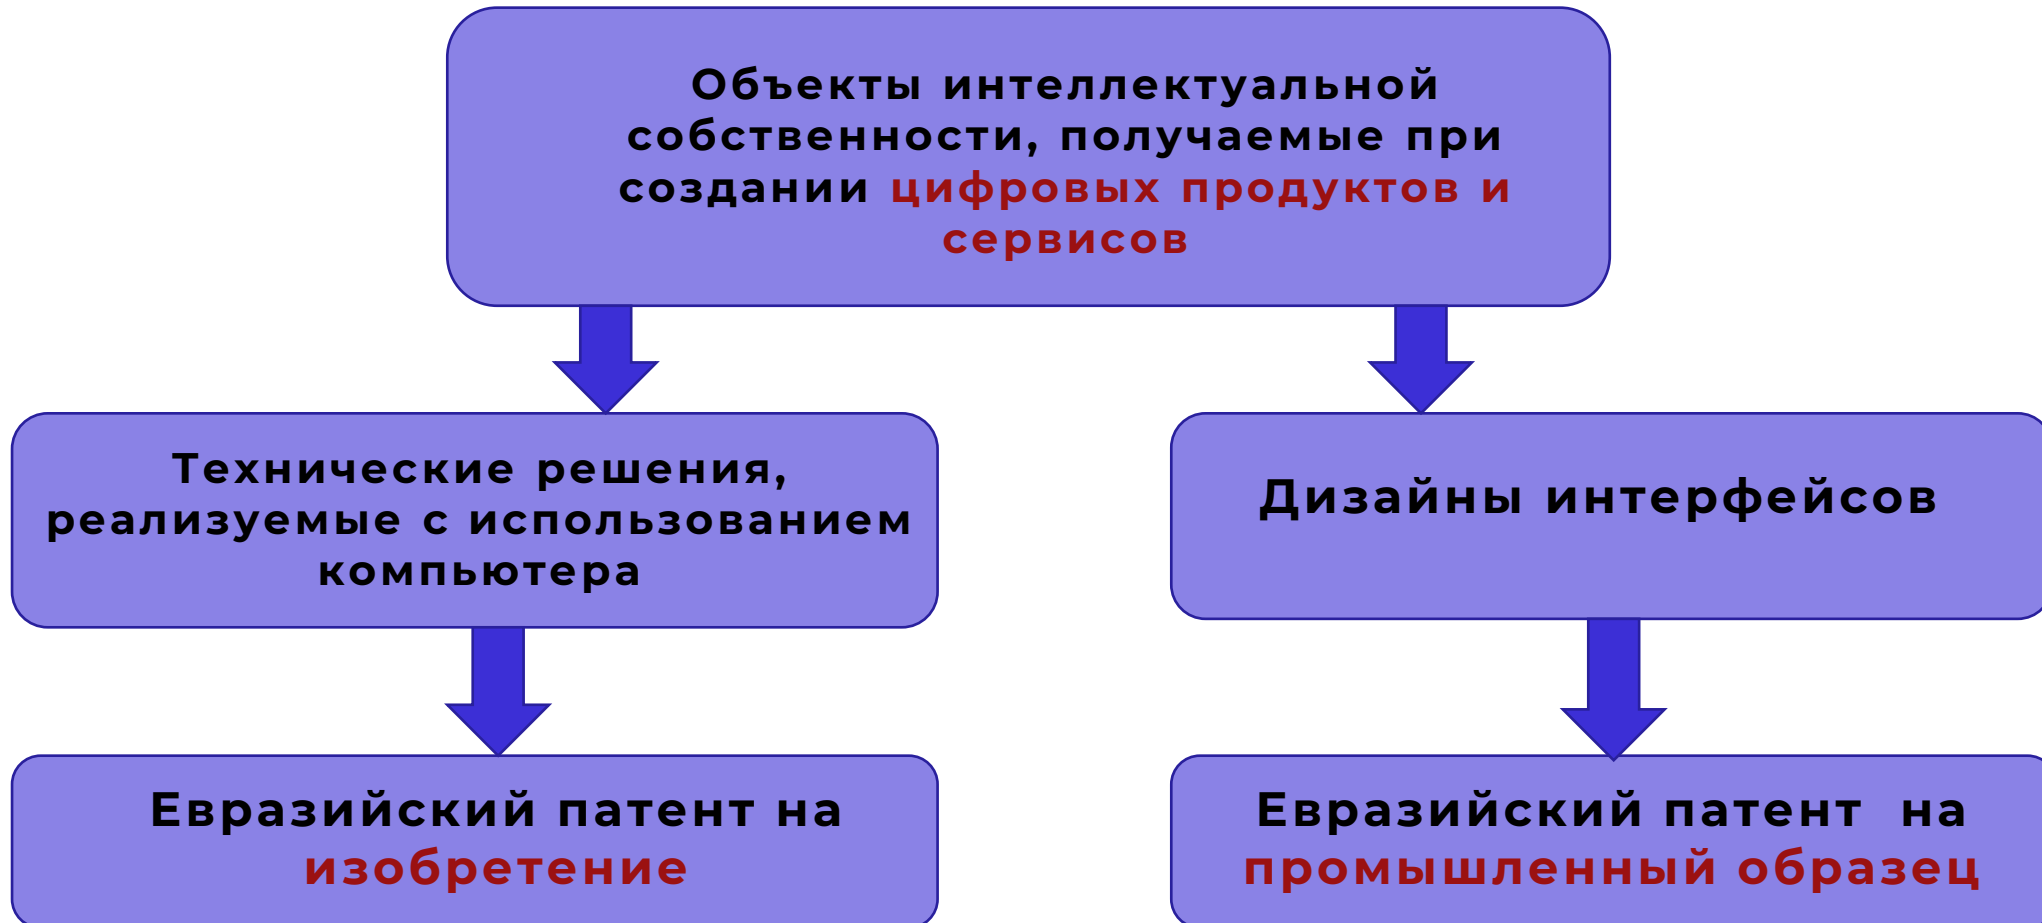 Объекты интеллектуальной
собственности, получаемые при
создании цифровых продуктов и
сервисов
Технические решения,
реализуемые с использованием
компьютера
Дизайны интерфейсов
Евразийский патент на
изобретение
Евразийский патент на
промышленный образец